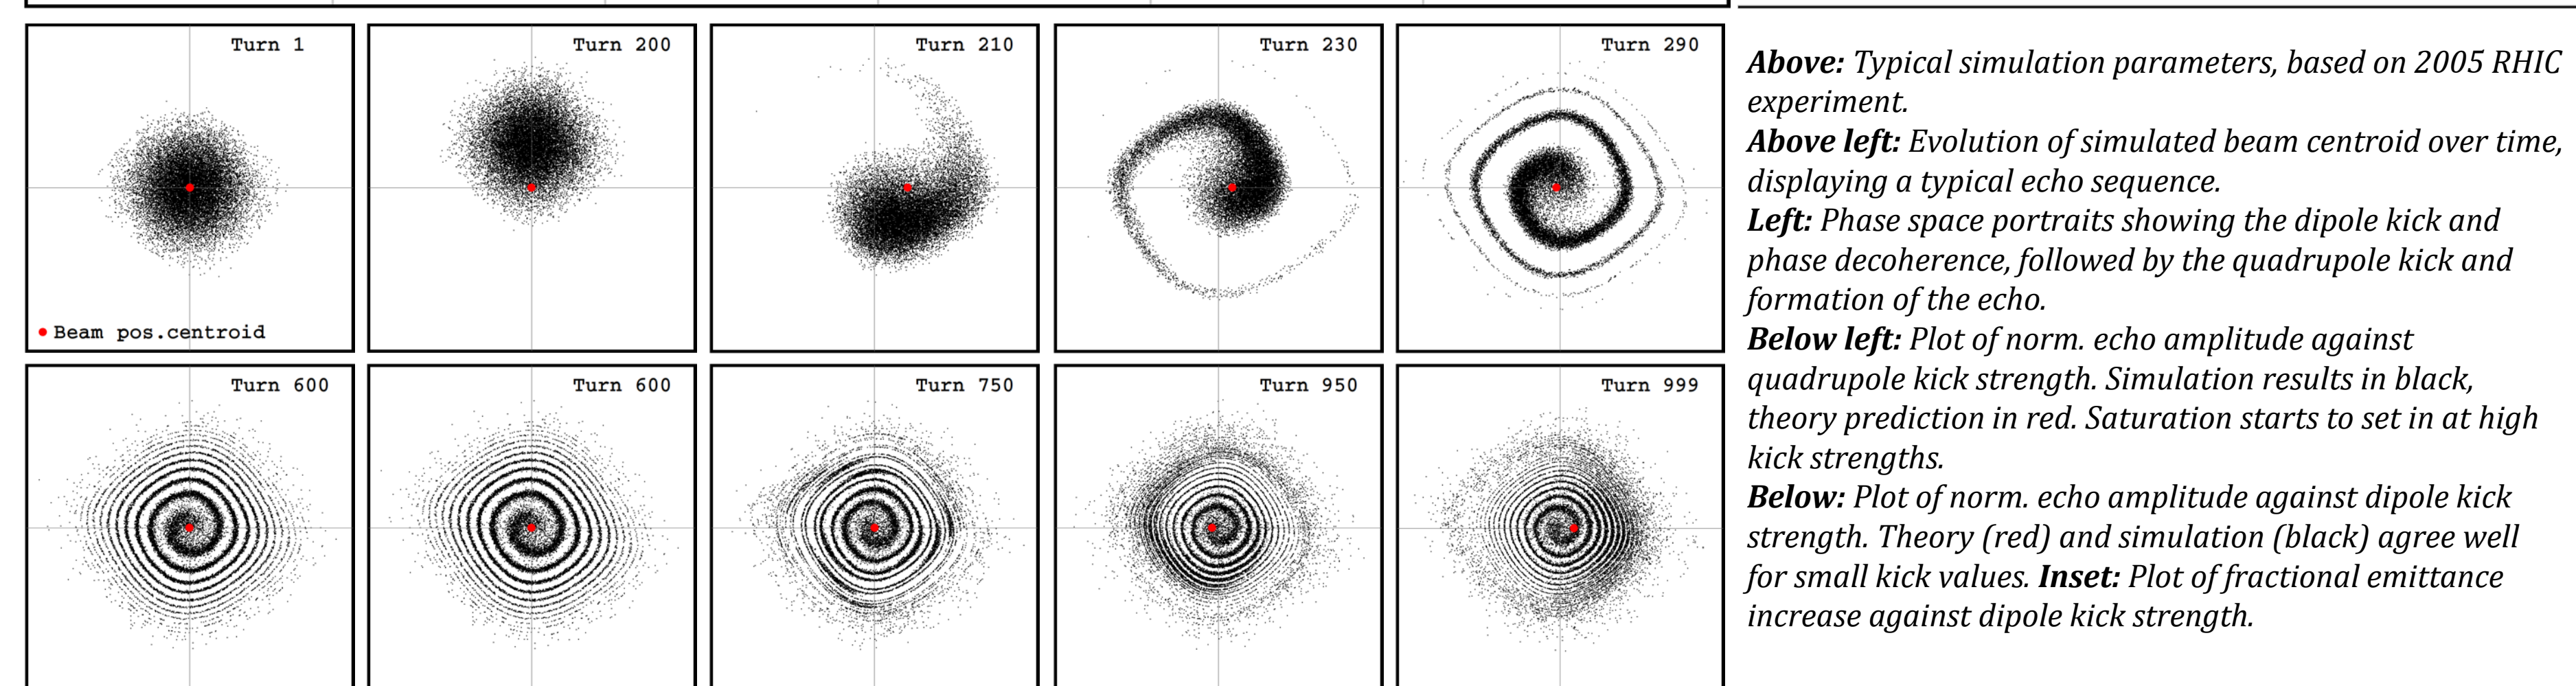 Turn 1
Turn 200
Turn 210
Turn 230
Turn 290
Beam pos.centroid
Turn 600
Turn 600
Turn 750
Turn 950
Turn 999
Above: Typical simulation parameters, based on 2005 RHIC
experiment.
Above left: Evolution of simulated beam centroid over time,
displaying a typical echo sequence.
Left: Phase space portraits showing the dipole kick and
phase decoherence, followed by the quadrupole kick and
formation of the echo.
Below left: Plot of norm. echo amplitude against
quadrupole kick strength. Simulation results in black,
theory prediction in red. Saturation starts to set in at high
kick strengths.
Below: Plot of norm. echo amplitude against dipole kick
strength. Theory (red) and simulation (black) agree well
for small kick values. Inset: Plot of fractional emittance
increase against dipole kick strength.